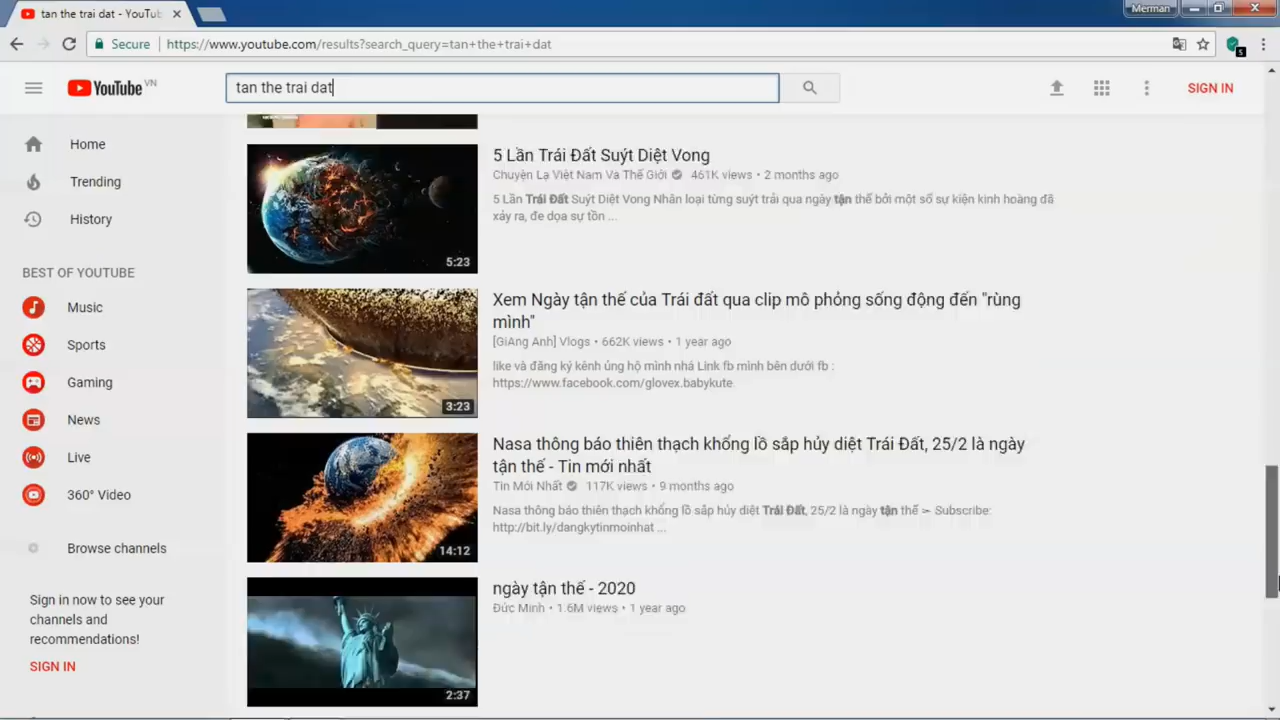 tan the trai dat - YouTub
Merman
Secure https://www.youtube.com/results?search_query=tan+the+trai+dat
5
YouTube VN
tan the trai dat
SIGN IN
Home
Trending
History
BEST OF YOUTUBE
Music
Sports
Gaming
News
Live
360° Video
Browse channels
Sign in now to see your
channels and
recommendations!
SIGN IN
5:23
5 Lần Trái Đất Suýt Diệt Vong
Chuyện Lạ Việt Nam Và Thế Giới 461K views • 2 months ago
5 Lần Trái Đất Suýt Diệt Vong Nhân loại từng suýt trải qua ngày tận thế bởi một số sự kiện kinh hoàng đã
xảy ra, đe dọa sự tồn ...
3:23
Xem Ngày tận thế của Trái đất qua clip mô phỏng sống động đến "rùng
mình"
[GiAng Anh] Vlogs • 662K views • 1 year ago
like và đăng ký kênh ủng hộ mình nhá Link fb mình bên dưới fb :
https://www.facebook.com/glovex.babykute
14:12
Nasa thông báo thiên thạch khổng lồ sắp hủy diệt Trái Đất, 25/2 là ngày
tận thế - Tin mới nhất
Tin Mới Nhất 117K views • 9 months ago
Nasa thông báo thiên thạch khổng lồ sắp hủy diệt Trái Đất, 25/2 là ngày tận thế ➢ Subscribe:
http://bit.ly/dangkytinmoinhat ...
2:37
ngày tận thế - 2020
Đức Minh • 1.6M views • 1 year ago